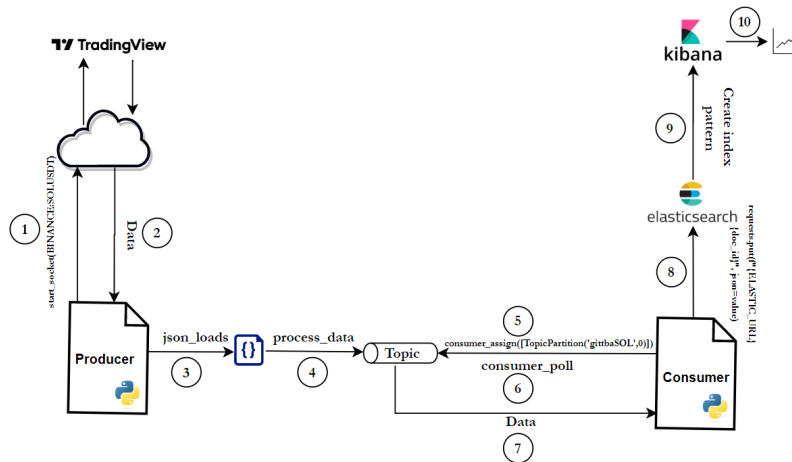 TradingView
10
kibana
Create index
pattern
9
1
start_socket(BINANCE:SOLUSDT)
Data
2
elasticsearch
requests.put(f"{ELASTIC_URL}
{doc_id}", json=value)
8
Producer
json_loads
{}
process_data
3
4
Topic
5
consumer_assign([TopicPartition('gittbaSOL',0)])
consumer_poll
6
Consumer
Data
7